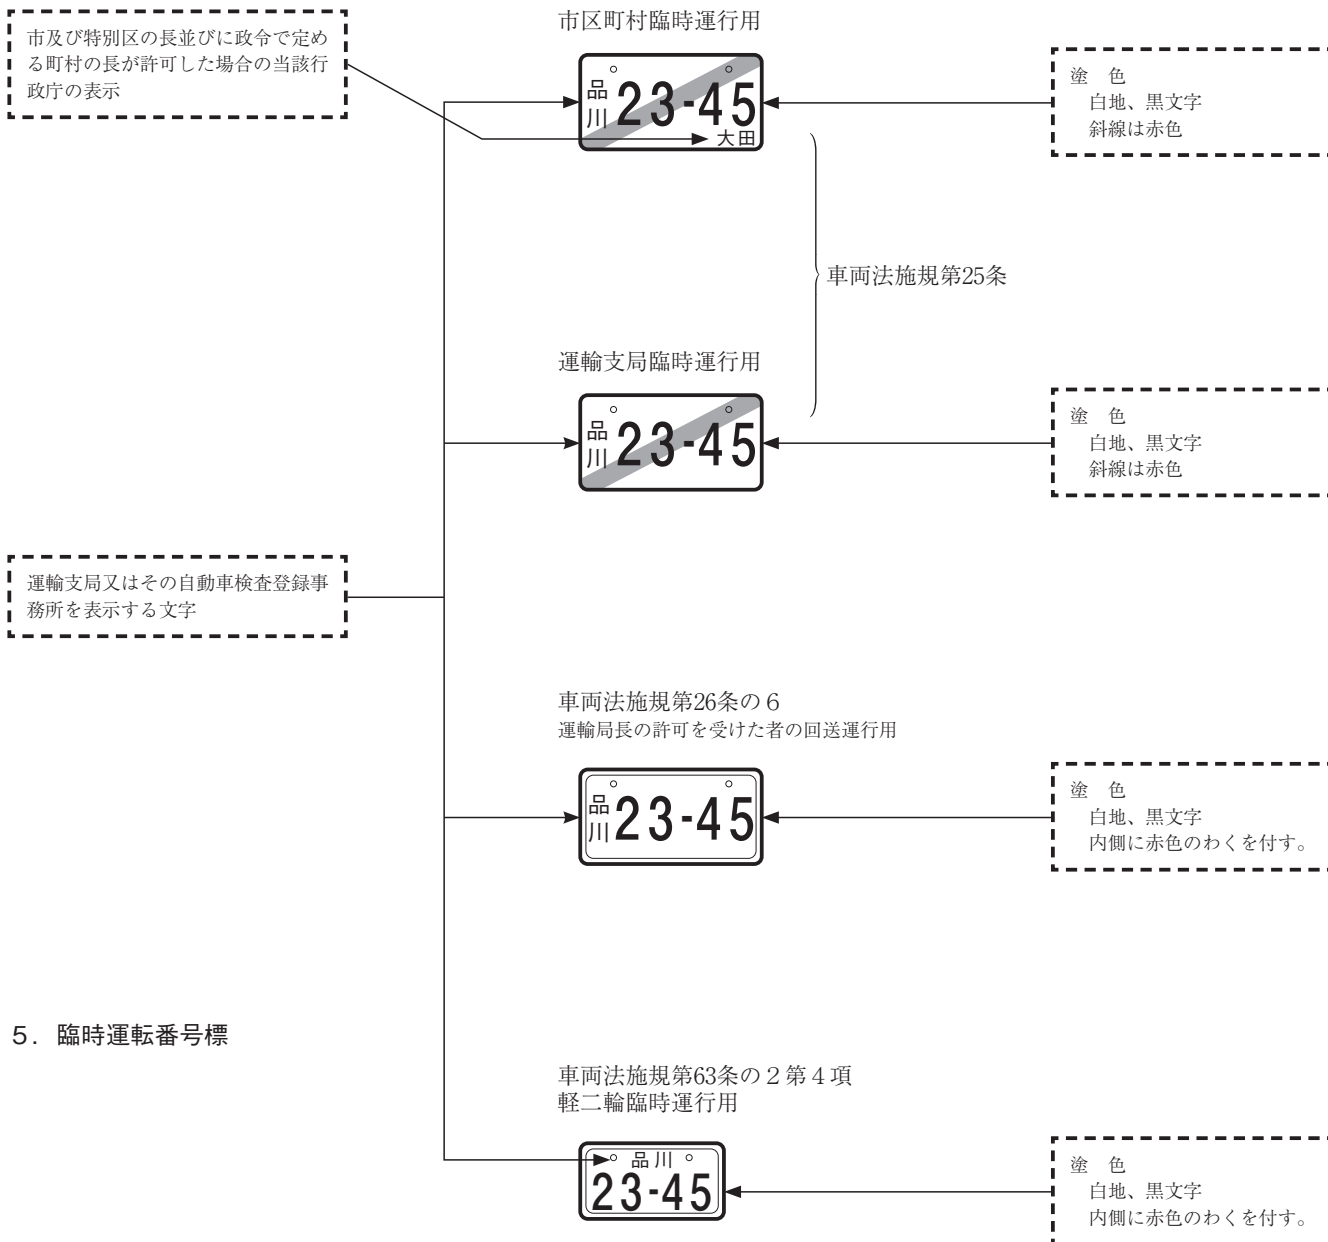 市区町村臨時運行用
市及び特別区の長並びに政令で定め
る町村の長が許可した場合の当該行
政庁の表示
品川
23-45
大田
塗　色
白地、黒文字
斜線は赤色
車両法施規第25条
運輸支局臨時運行用
品川
23-45
塗　色
白地、黒文字
斜線は赤色
運輸支局又はその自動車検査登録事
務所を表示する文字
車両法施規第26条の６
運輸局長の許可を受けた者の回送運行用
品川
23-45
塗　色
白地、黒文字
内側に赤色のわくを付す。
５．臨時運転番号標
車両法施規第63条の２第４項
軽二輪臨時運行用
品川
23-45
塗　色
白地、黒文字
内側に赤色のわくを付す。